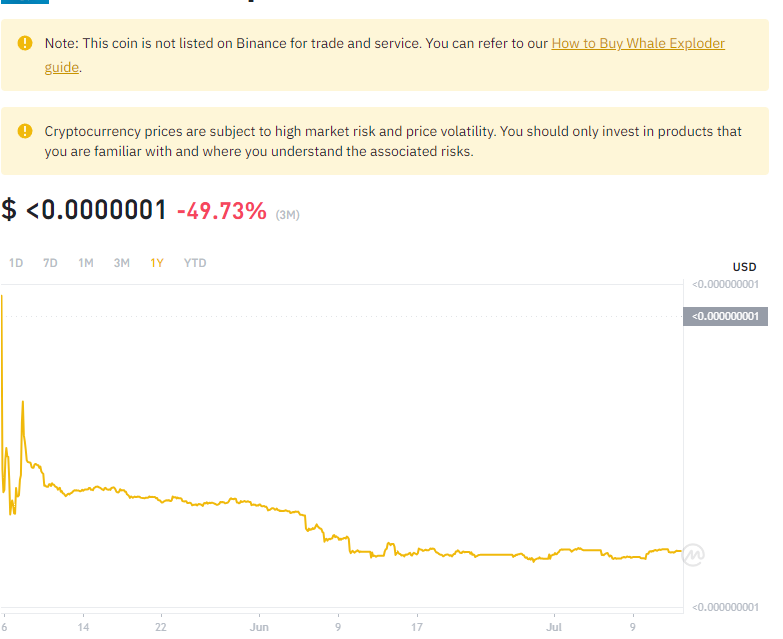 Note: This coin is not listed on Binance for trade and service. You can refer to our How to Buy Whale Exploder
guide.
Cryptocurrency prices are subject to high market risk and price volatility. You should only invest in products that
you are familiar with and where you understand the associated risks.
$ <0.0000001 -49.73% (3M)
1D 7D 1M 3M 1Y YTD
USD
<0.000000001
<0.000000001
<0.000000001
6 14 22 Jun 9 17 Jul 9